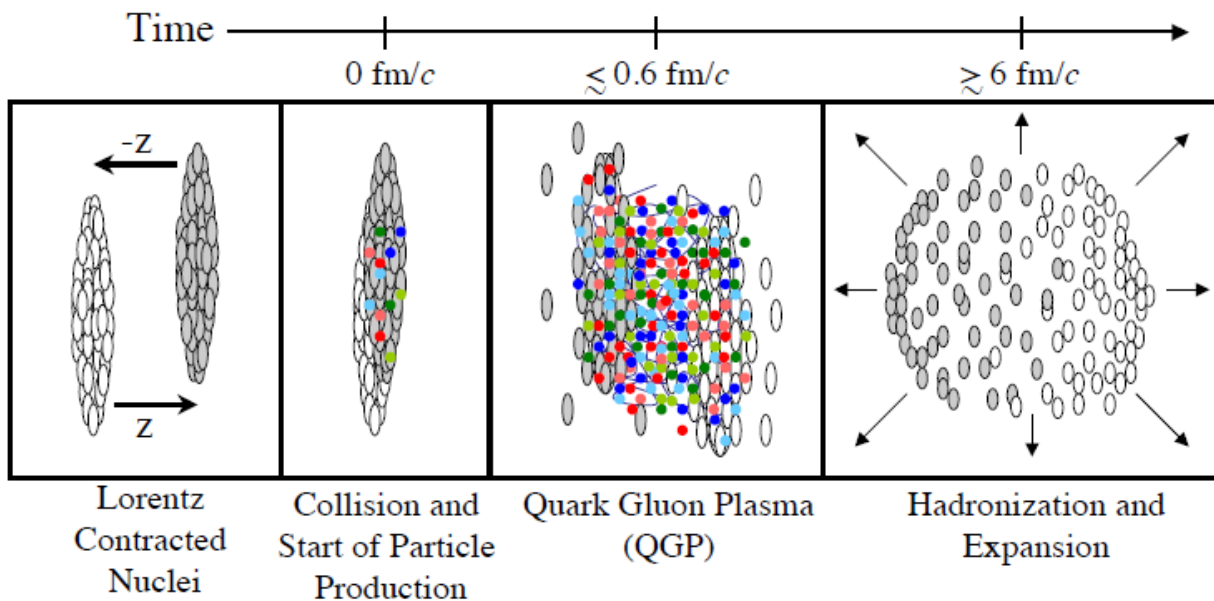 Time
0 fm/c
≲ 0.6 fm/c
≳ 6 fm/c
-z
z
Lorentz
Contracted
Nuclei
Collision and
Start of Particle
Production
Quark Gluon Plasma
(QGP)
Hadronization and
Expansion